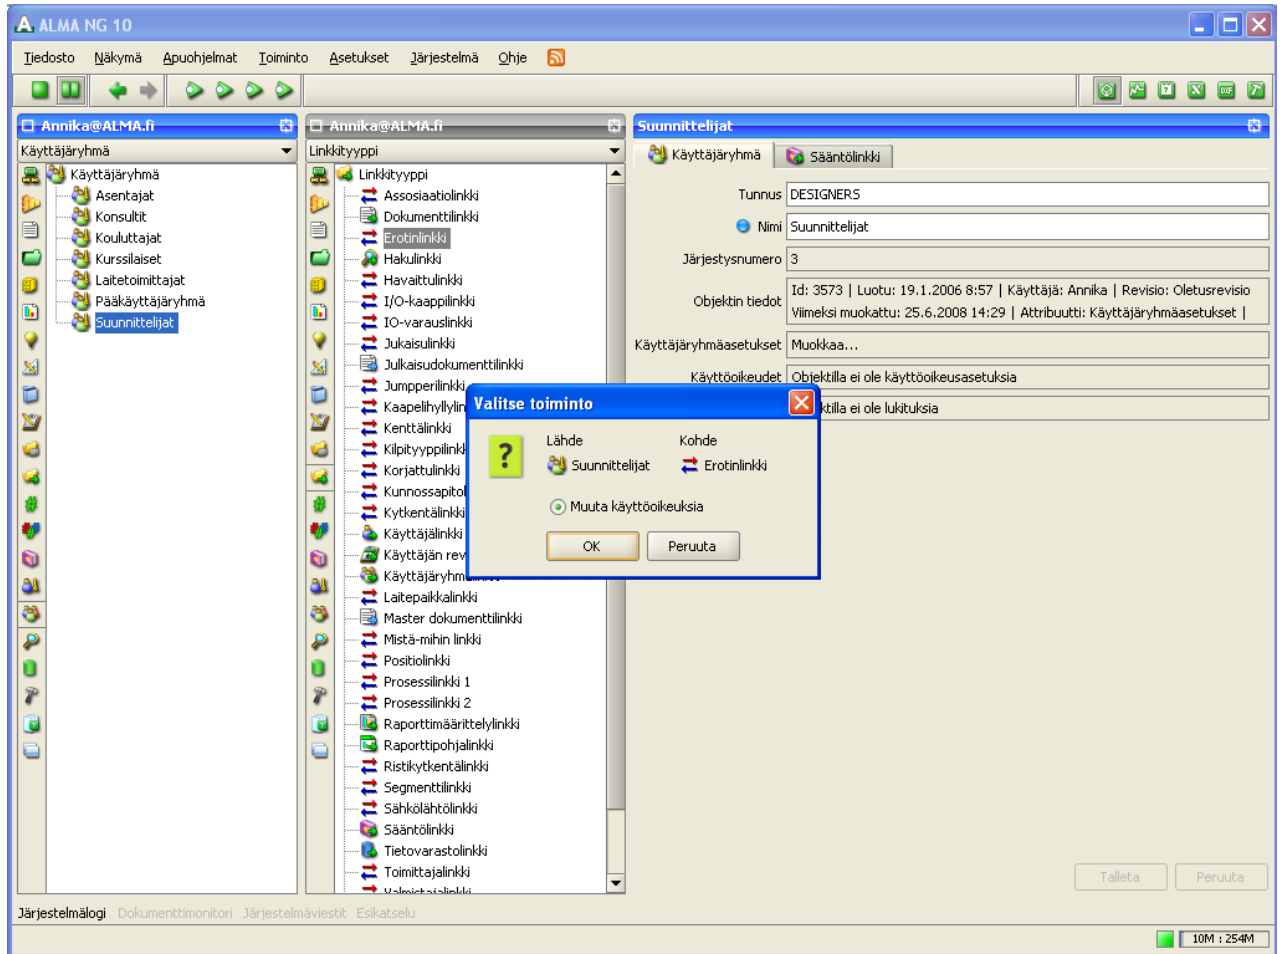 ALMA NG 10
Tiedosto Näkymä Apuohjelmat Toiminto Asetukset Järjestelmä Ohje
Annika@ALMA.fi
Käyttäjäryhmä
Käyttäjäryhmä
Asentajat
Konsultit
Kouluttajat
Kurssilaiset
Laitetoimittajat
Pääkäyttäjäryhmä
Suunnittelijat
Annika@ALMA.fi
Linkkityyppi
Linkkityyppi
Assosiaatiolinkki
Dokumenttilinkki
Erotinlinkki
Hakulinkki
Havaittulinkki
I/O-kaappilinkki
IO-varauslinkki
Jukaisulinkki
Julkaisudokumenttilinkki
Jumpperilinkki
Kaapelihyllylin
Kenttälinkki
Kilpityyppilink
Korjattulinkki
Kunnossapito
Kytkentälinkki
Käyttäjälinkki
Käyttäjän rev
Käyttäjäryhmä
Laitepaikkalinkki
Master dokumenttilinkki
Mistä-mihin linkki
Positiolinkki
Prosessilinkki 1
Prosessilinkki 2
Raporttimäärittelylinkki
Raporttipohjalinkki
Ristikytkentälinkki
Segmenttilinkki
Sähkölähtölinkki
Sääntölinkki
Tietovarastolinkki
Toimittajalinkki
Valmistajalinkki
Suunnittelijat
Käyttäjäryhmä Sääntölinkki
Tunnus DESIGNERS
Nimi Suunnittelijat
Järjestysnumero 3
Objektin tiedot Id: 3573 | Luotu: 19.1.2006 8:57 | Käyttäjä: Annika | Revisio: Oletusrevisio
Viimeksi muokattu: 25.6.2008 14:29 | Attribuutti: Käyttäjäryhmäasetukset |
Käyttäjäryhmäasetukset Muokkaa...
Käyttöoikeudet Objektilla ei ole käyttöoikeusasetuksia
ktilla ei ole lukituksia
Valitse toiminto
Lähde Kohde
? Suunnittelijat Erotinlinkki
Muuta käyttöoikeuksia
OK Peruuta
Talleta Peruuta
Järjestelmälogi Dokumenttimonitori Järjestelmäviestit Esikatselu
10M : 254M